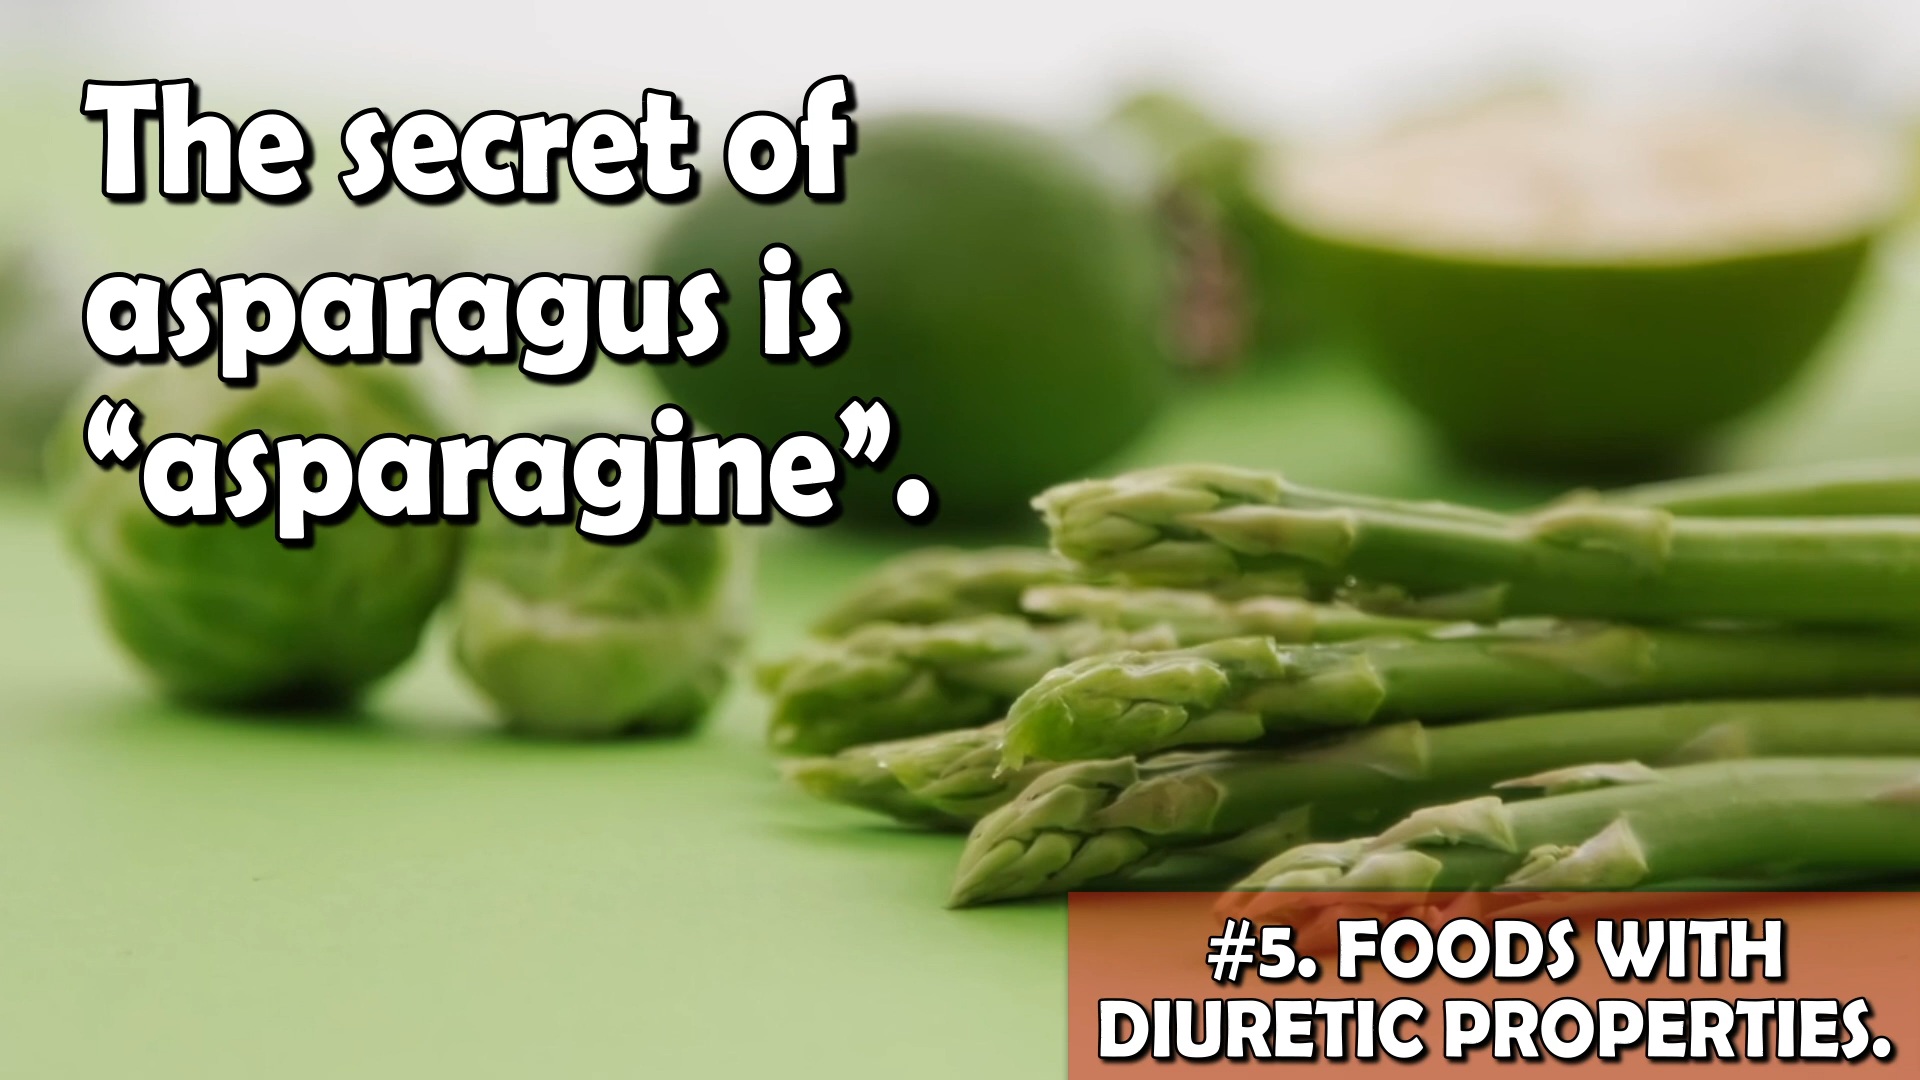 The secret of
asparagus is
“asparagine”.
#5. FOODS WITH
DIURETIC PROPERTIES.